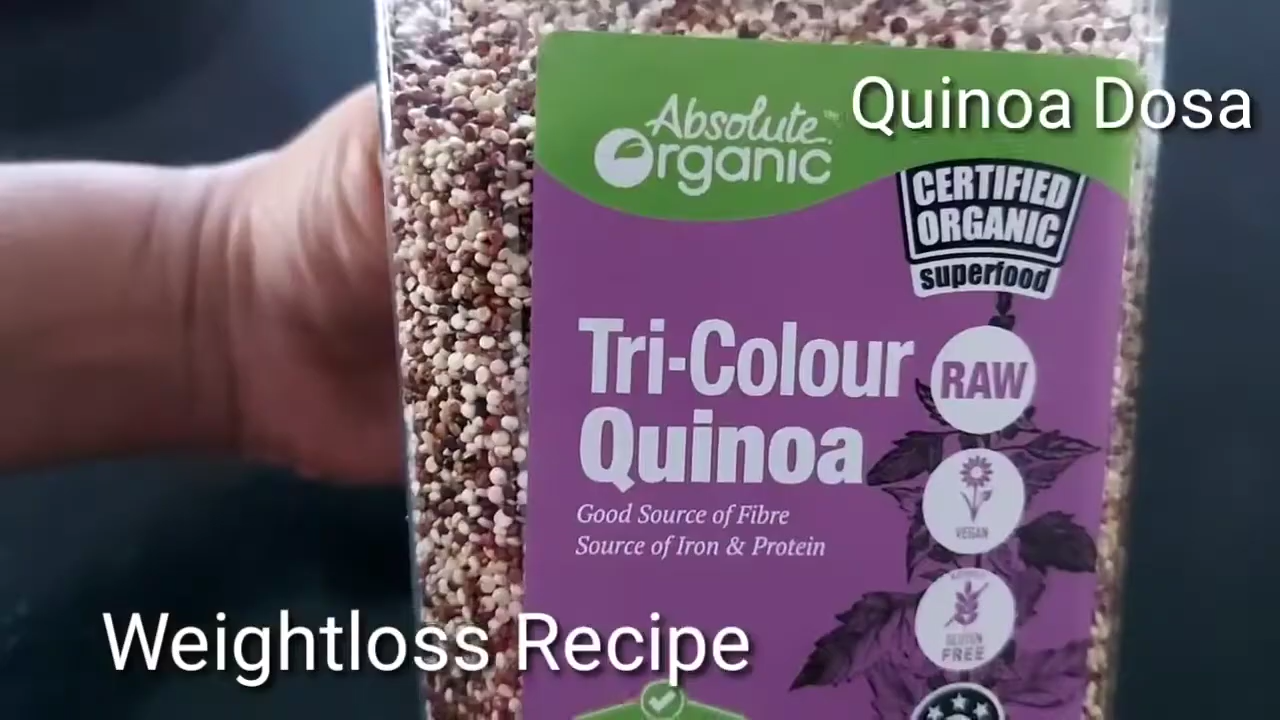 Quinoa Dosa
Absolute
Organic
CERTIFIED
ORGANIC
superfood
Tri-Colour
Quinoa
RAW
Good Source of Fibre
Source of Iron & Protein
VEGAN
GLUTEN
FREE
Weightloss Recipe